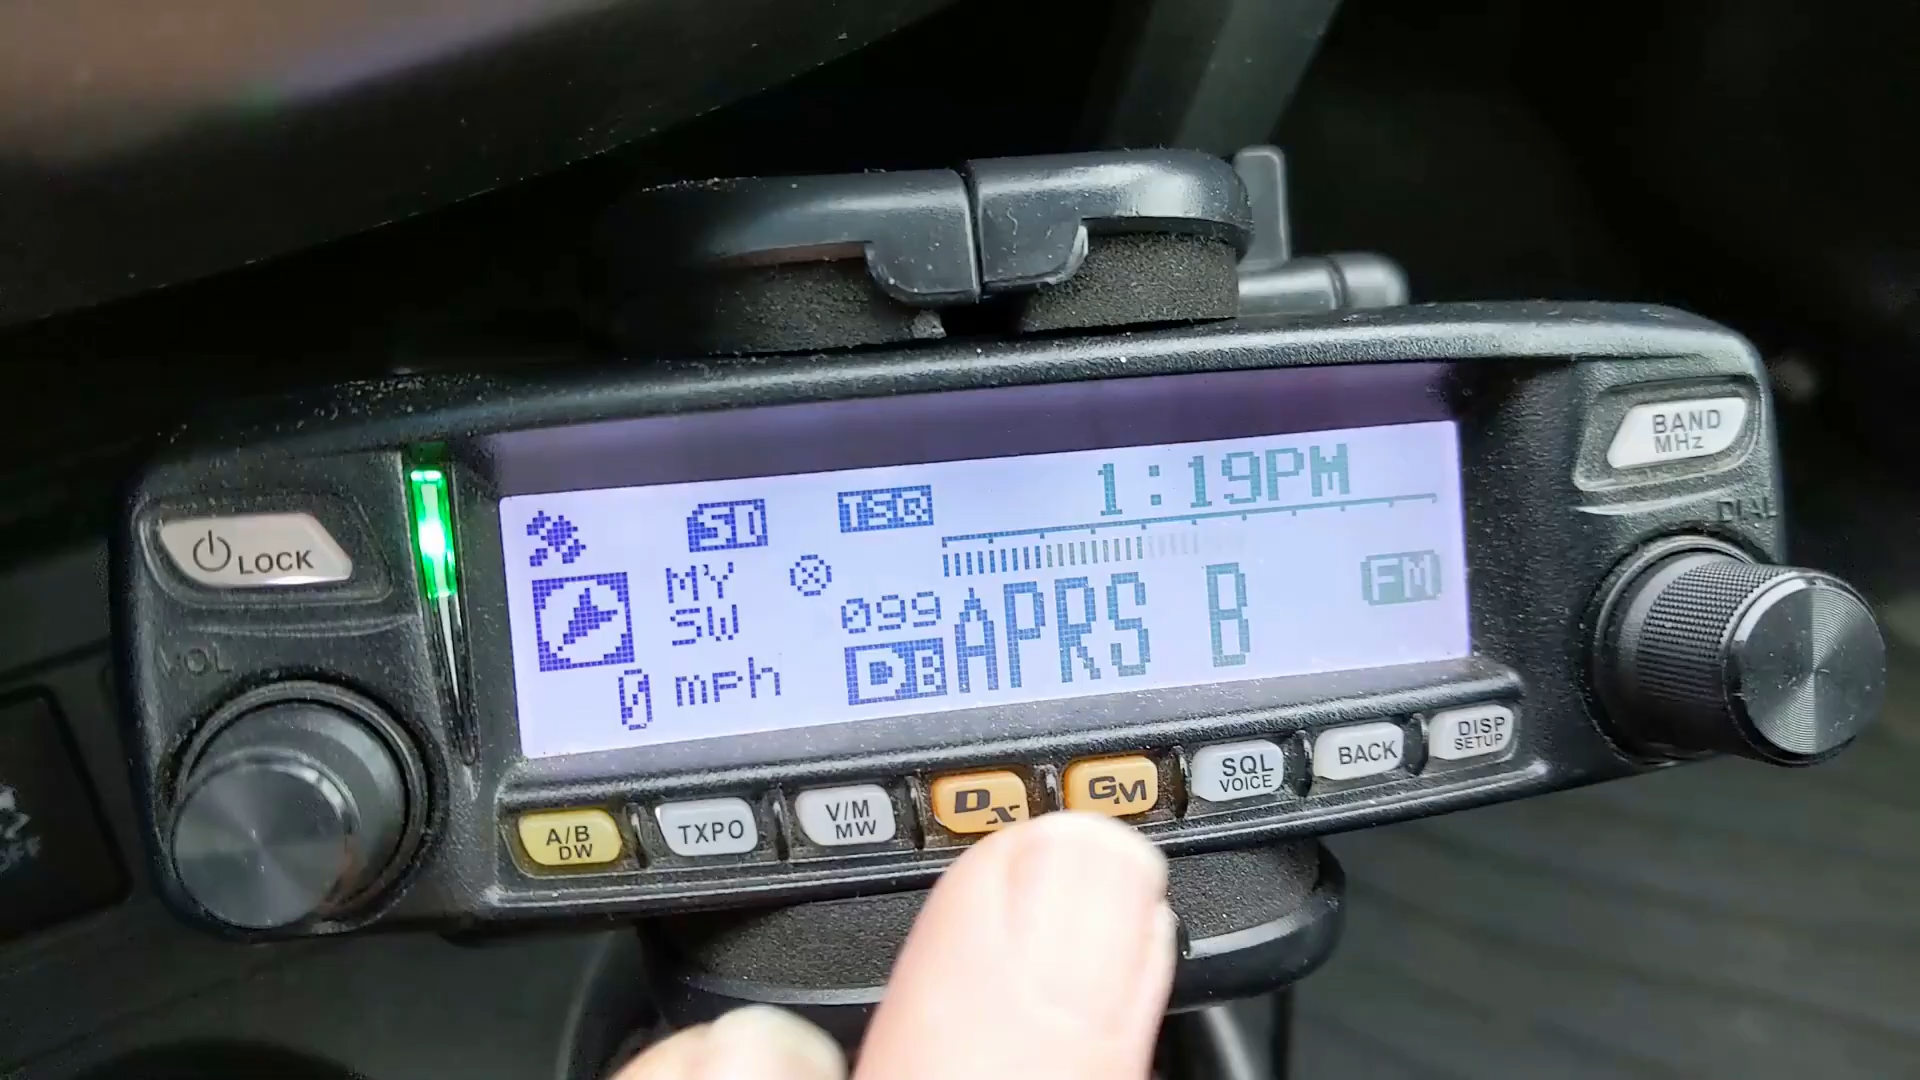 1:19PM
SD
TSQ
MY
SW
099
APRS B
FM
0 mph
DB
LOCK
VOL
BAND
MHz
DIAL
A/B
DW
TXPO
V/M
MW
DX
GM
SQL
VOICE
BACK
DISP
SETUP
OFF